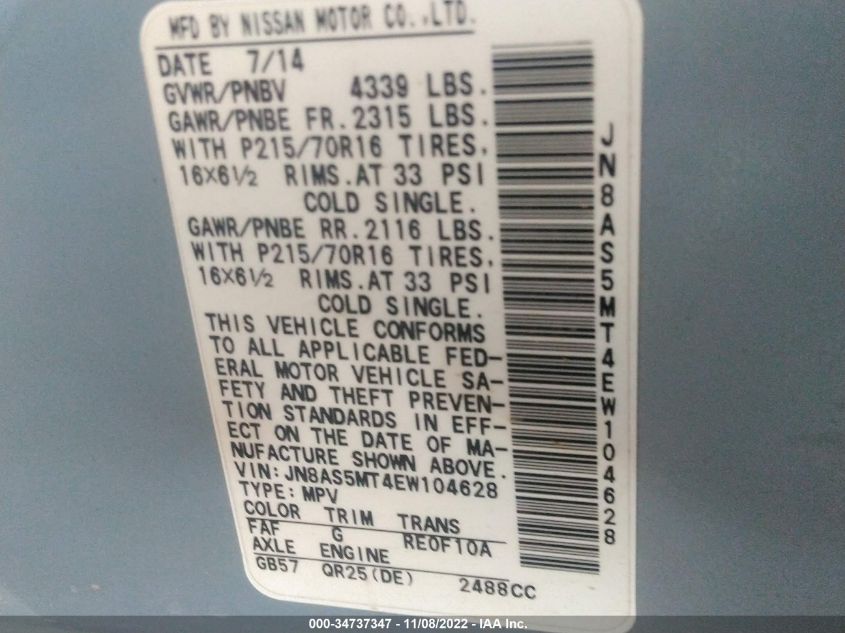 MFD BY NISSAN MOTOR CO.,LTD.
DATE 7/14
GVWR/PNBV 4339 LBS.
GAWR/PNBE FR.2315 LBS.
WITH P215/70R16 TIRES,
16X6½ RIMS.AT 33 PSI
COLD SINGLE.
GAWR/PNBE RR.2116 LBS.
WITH P215/70R16 TIRES,
16X6½ RIMS.AT 33 PSI
COLD SINGLE.
THIS VEHICLE CONFORMS
TO ALL APPLICABLE FED-
ERAL MOTOR VEHICLE SA-
FETY AND THEFT PREVEN-
TION STANDARDS IN EFF-
ECT ON THE DATE OF MA-
NUFACTURE SHOWN ABOVE.
VIN:JN8AS5MT4EW104628
TYPE:MPV
COLOR TRIM TRANS
FAF G RE0F10A
AXLE ENGINE
GB57 QR25(DE) 2488CC
JN8AS5MT4EW104628
000-34737347 - 11/08/2022 - IAA Inc.